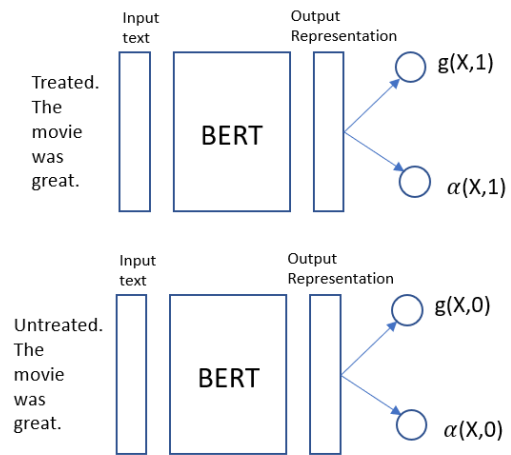 Input
text
Output
Representation
g(X,1)
Treated.
The
movie
was
great.
BERT
α(X,1)
Input
text
Output
Representation
g(X,0)
Untreated.
The
movie
was
great.
BERT
α(X,0)